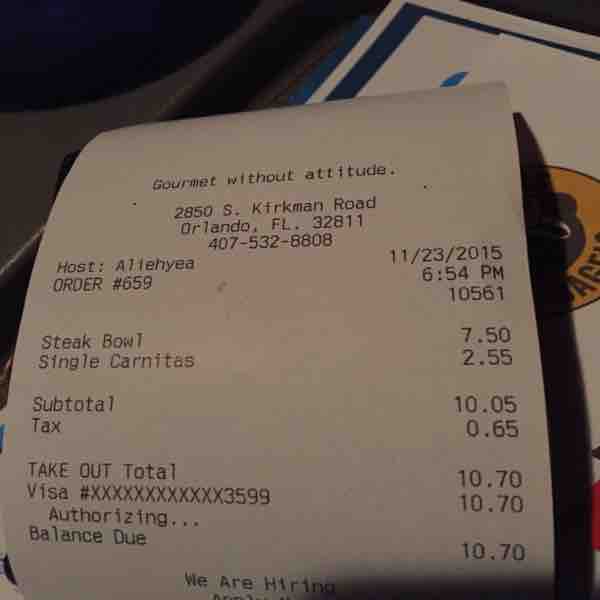 Gourmet without attitude.
2850 S. Kirkman Road
Orlando, FL. 32811
407-532-8808
Host: Aliehyea 11/23/2015
ORDER #659 6:54 PM
10561
Steak Bowl 7.50
Single Carnitas 2.55
Subtotal 10.05
Tax 0.65
TAKE OUT Total 10.70
Visa #XXXXXXXXXXXX3599 10.70
Authorizing...
Balance Due 10.70
We Are Hiring